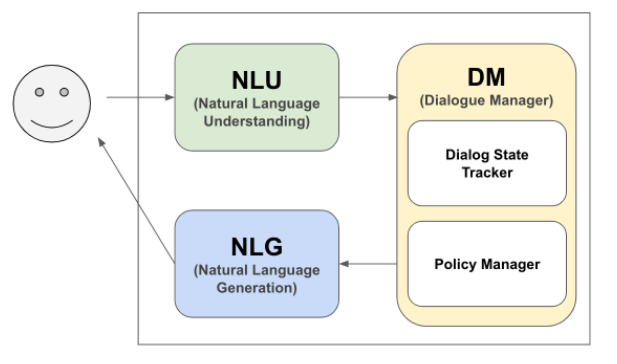 NLU
(Natural Language
Understanding)
DM
(Dialogue Manager)
Dialog State
Tracker
Policy Manager
NLG
(Natural Language
Generation)